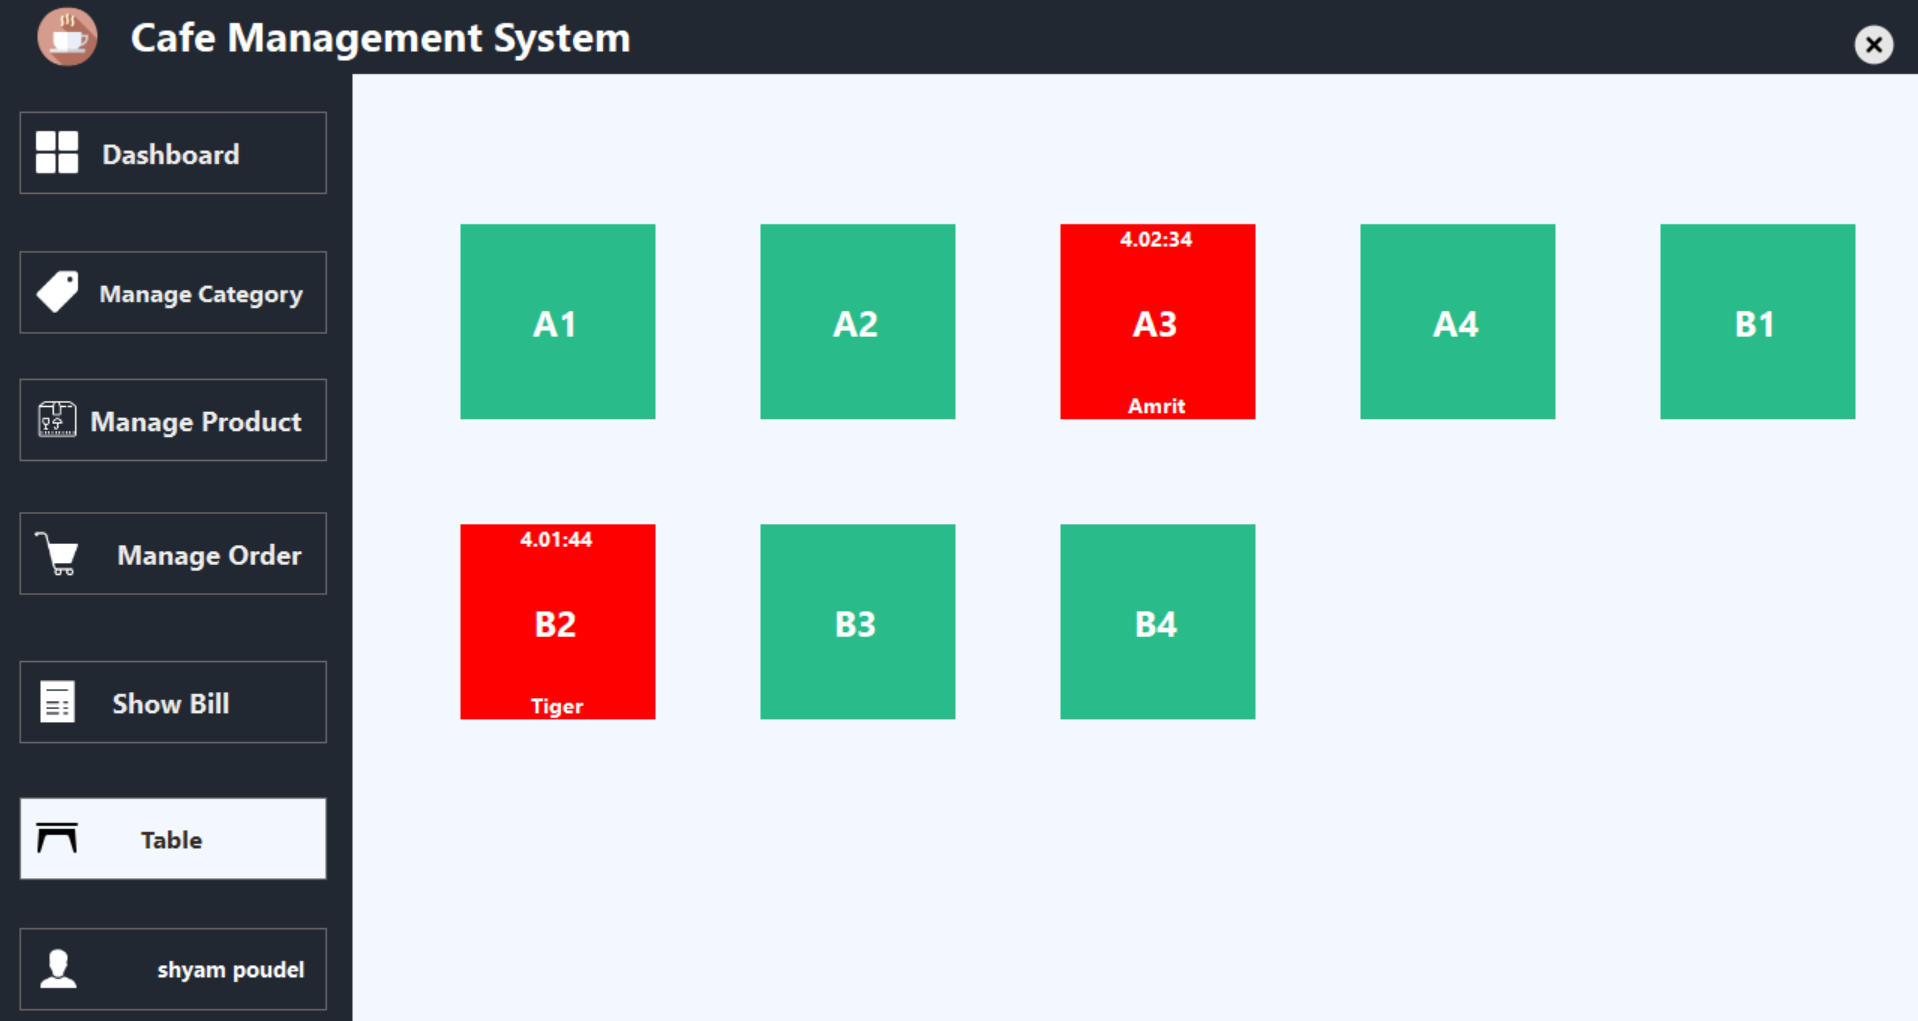 Cafe Management System
Dashboard
Manage Category
Manage Product
Manage Order
Show Bill
Table
shyam poudel
A1
A2
4.02:34
A3
Amrit
A4
B1
4.01:44
B2
Tiger
B3
B4